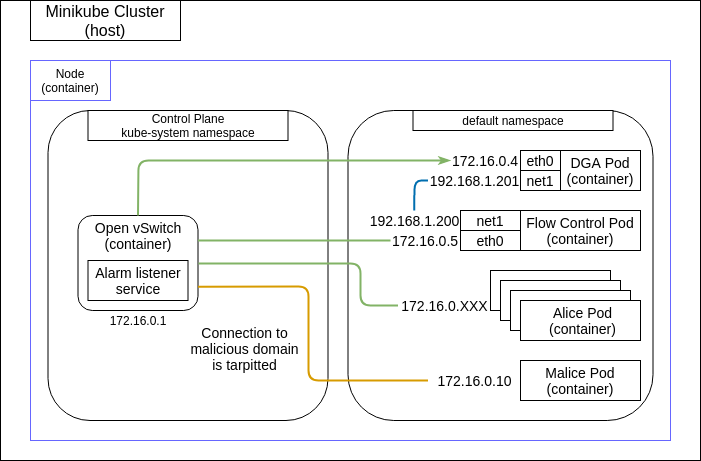 Minikube Cluster
(host)
Node
(container)
Control Plane
kube-system namespace
default namespace
172.16.0.4
eth0
DGA Pod
(container)
192.168.1.201
net1
192.168.1.200
net1
Flow Control Pod
(container)
172.16.0.5
eth0
Open vSwitch
(container)
Alarm listener
service
172.16.0.1
172.16.0.XXX
Alice Pod
(container)
Connection to
malicious domain
is tarpitted
172.16.0.10
Malice Pod
(container)